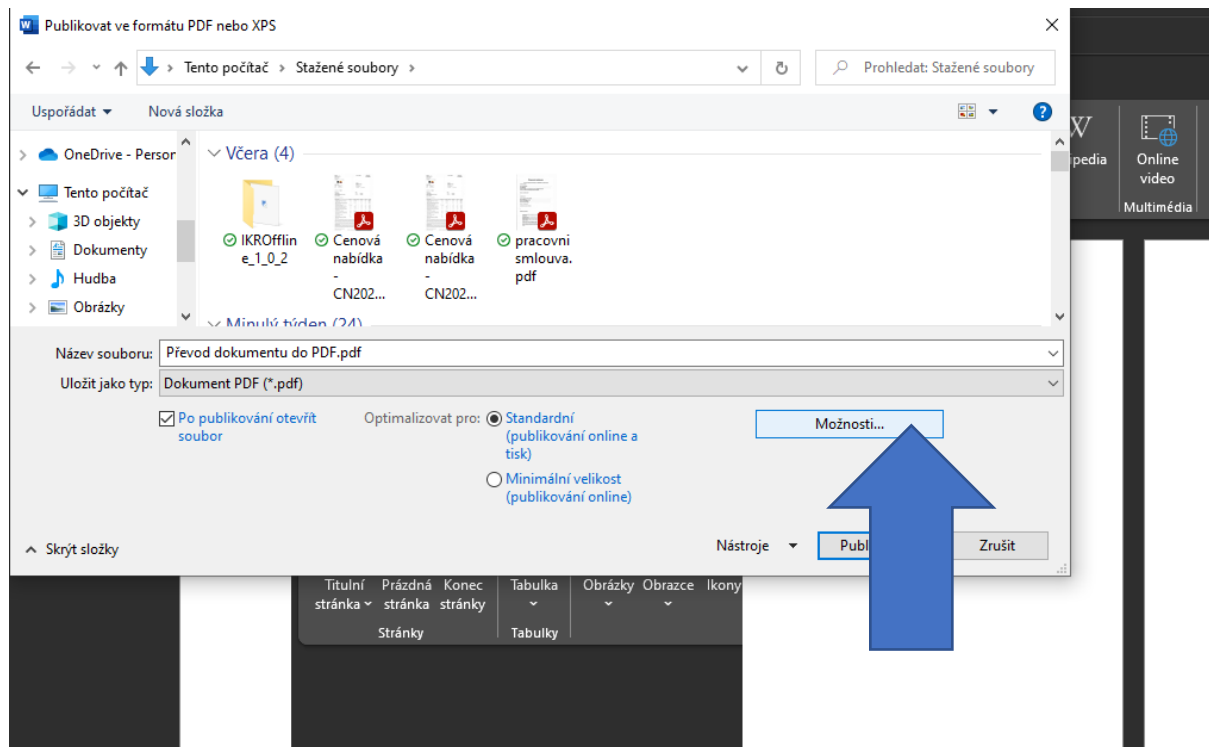 Publikovat ve formátu PDF nebo XPS
Tento počítač > Stažené soubory >
Prohledat: Stažené soubory
Uspořádat
Nová složka
OneDrive - Person
Tento počítač
3D objekty
Dokumenty
Hudba
Obrázky
Včera (4)
IKROfflin
e_1_0_2
Cenová
nabídka
-
CN202...
Cenová
nabídka
-
CN202...
pracovni
smlouva.
pdf
Minulý týden (24)
ipedia
Online
video
Multimédia
Název souboru: Převod dokumentu do PDF.pdf
Uložit jako typ: Dokument PDF (*.pdf)
Po publikování otevřít
soubor
Optimalizovat pro:
Standardní
(publikování online a
tisk)
Minimální velikost
(publikování online)
Možnosti...
Skrýt složky
Nástroje
Publ
Zrušit
Titulní
stránka
Prázdná
stránka
Konec
stránky
Tabulka
Obrázky
Obrazce
Ikony
Stránky
Tabulky